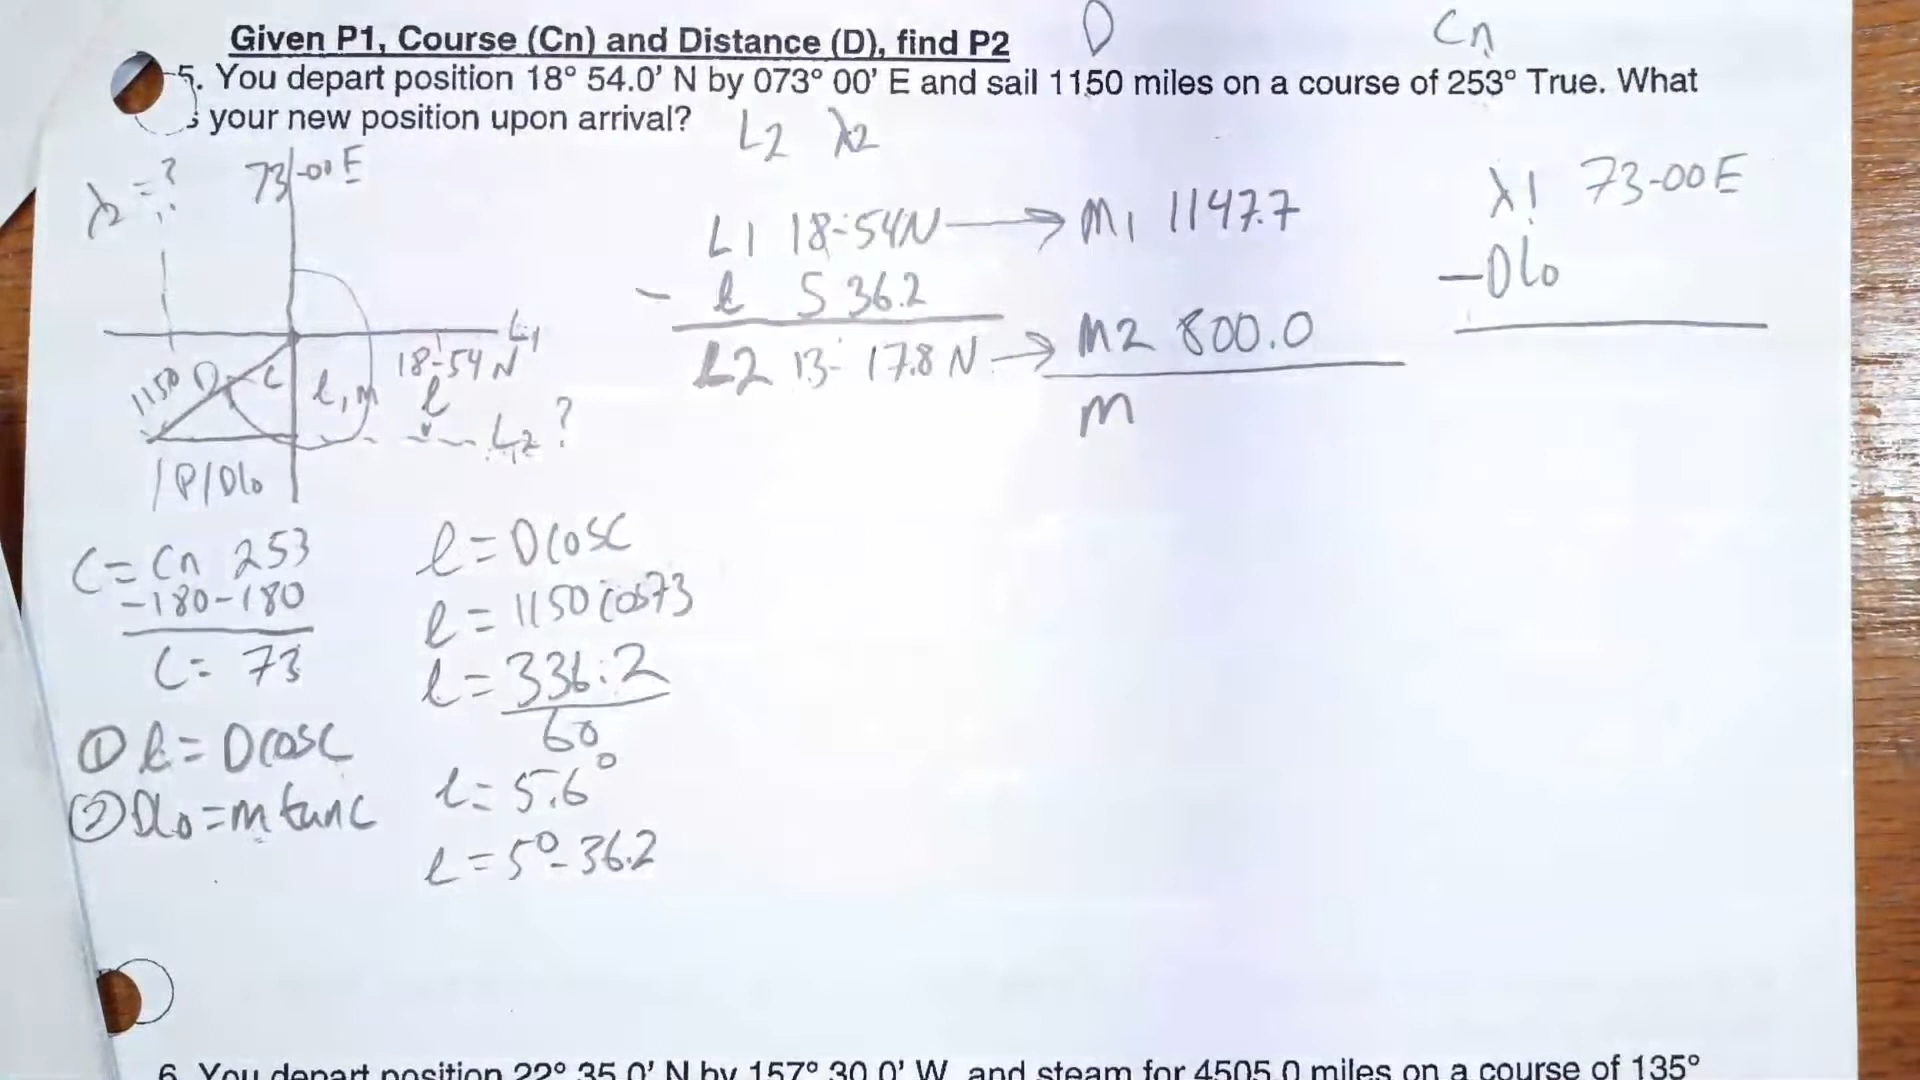 Given P1, Course (Cn) and Distance (D), find P2
D
Cn
5. You depart position 18° 54.0' N by 073° 00' E and sail 1150 miles on a course of 253° True. What
s your new position upon arrival?
L2 λ2
λ2 = ?
73-00 E
L1
18-54 N
l
L2 ?
1150 D
C
l, m
P/Dlo
L1 18-54N → M1 1147.7
- l 5 36.2
L2 13- 17.8 N → M2 800.0
m
λ1 73-00E
-Dlo
C = Cn 253
-180 -180
C = 73
① l = D cos C
② Dlo = m tan C
l = D cos C
l = 1150 cos 73
l = 336.2
60
l = 5.6°
l = 5° - 36.2
6. You depart position 22° 35.0' N by 157° 30.0' W, and steam for 4505.0 miles on a course of 135°